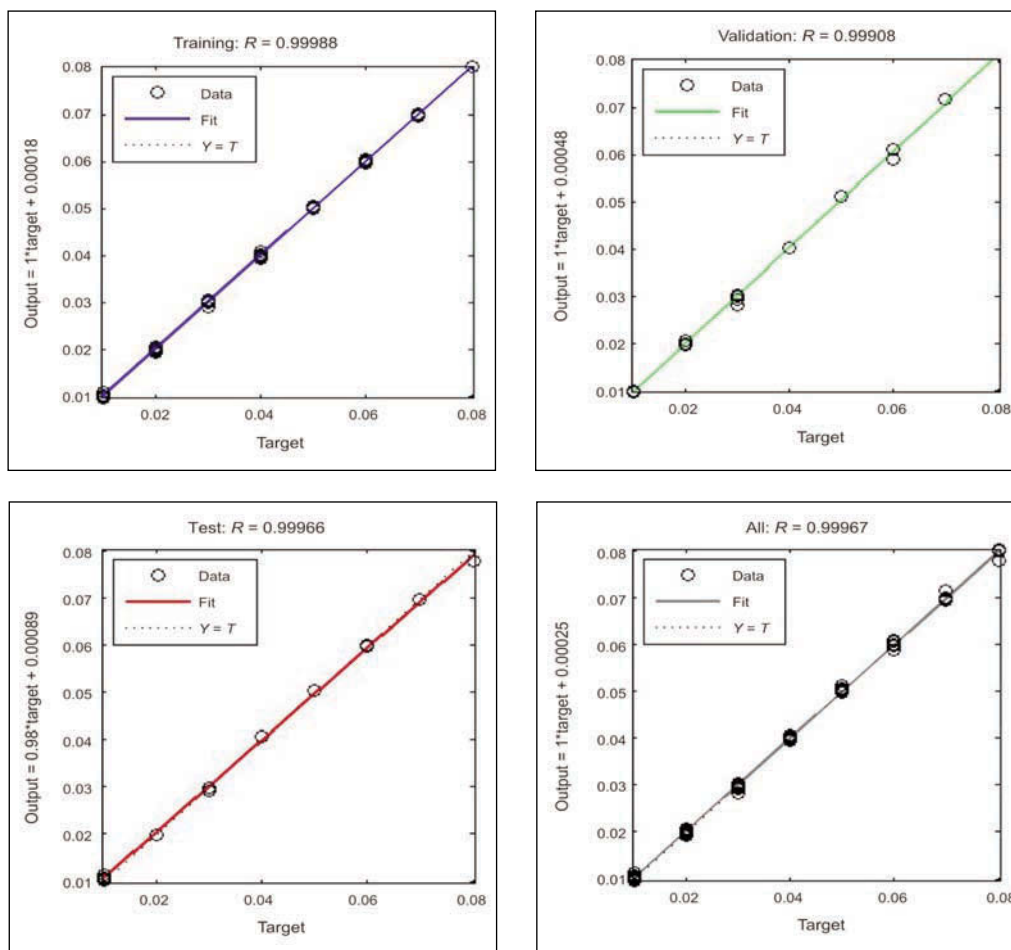 Training: R = 0.99988
Output = 1*target + 0.00018
0.08
0.07
0.06
0.05
0.04
0.03
0.02
0.01
Data
Fit
Y = T
0.02 0.04 0.06 0.08
Target
Validation: R = 0.99908
Output = 1*target + 0.00048
0.08
0.07
0.06
0.05
0.04
0.03
0.02
0.01
Data
Fit
Y = T
0.02 0.04 0.06 0.08
Target
Test: R = 0.99966
Output = 0.98*target + 0.00089
0.08
0.07
0.06
0.05
0.04
0.03
0.02
0.01
Data
Fit
Y = T
0.02 0.04 0.06 0.08
Target
All: R = 0.99967
Output = 1*target + 0.00025
0.08
0.07
0.06
0.05
0.04
0.03
0.02
0.01
Data
Fit
Y = T
0.02 0.04 0.06 0.08
Target